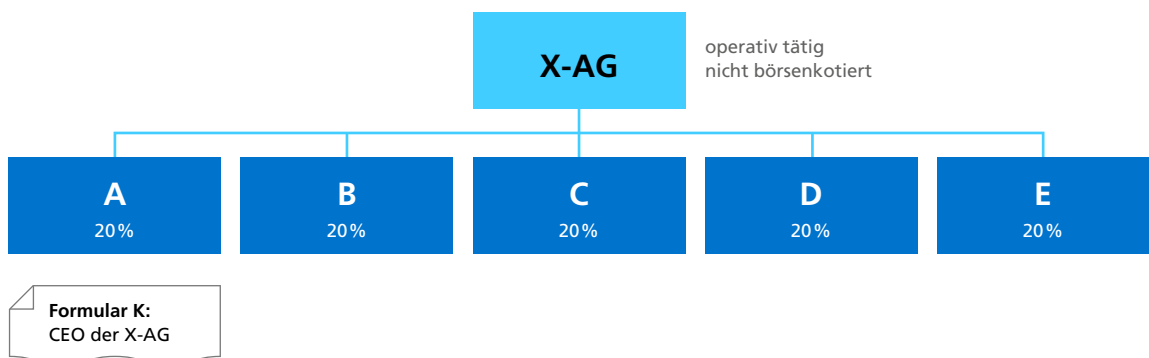 X-AG
operativ tätig
nicht börsenkotiert
A
20%
B
20%
C
20%
D
20%
E
20%
Formular K:
CEO der X-AG